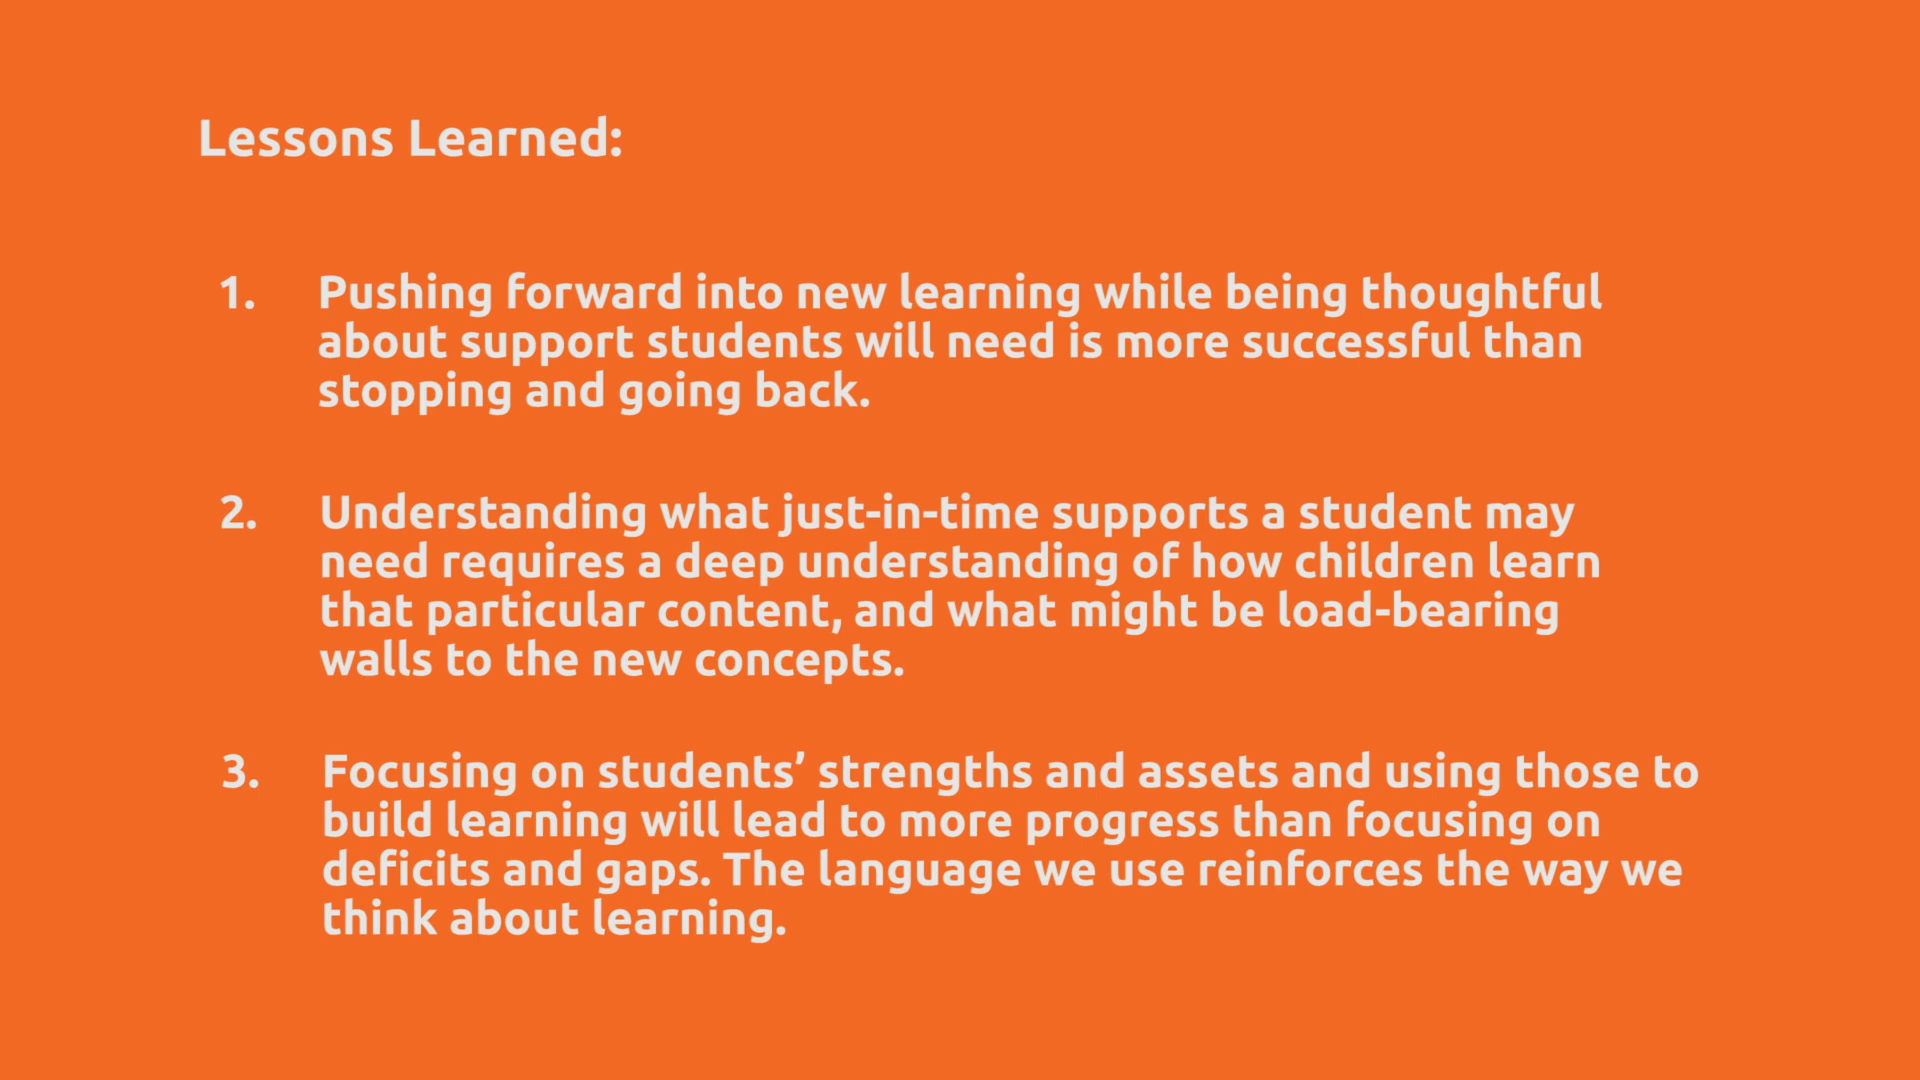 Lessons Learned:
1. Pushing forward into new learning while being thoughtful
about support students will need is more successful than
stopping and going back.
2. Understanding what just-in-time supports a student may
need requires a deep understanding of how children learn
that particular content, and what might be load-bearing
walls to the new concepts.
3. Focusing on students’ strengths and assets and using those to
build learning will lead to more progress than focusing on
deficits and gaps. The language we use reinforces the way we
think about learning.